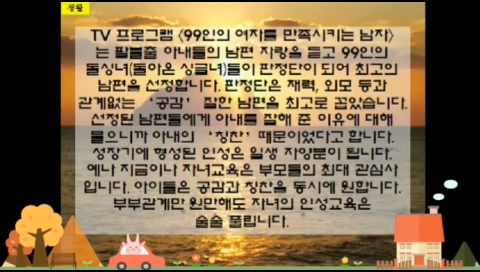 생활
TV 프로그램 〈99인의 여자를 만족시키는 남자〉
는 팔불출 아내들의 남편 자랑을 듣고 99인의
돌싱녀(돌아온 싱글녀)들이 판정단이 되어 최고의
남편을 선정합니다. 판정단은 재력, 외모 등과
관계없는 '공감' 잘한 남편을 최고로 꼽았습니다.
선정된 남편들에게 아내를 잘해 준 이유에 대해
물으니까 아내의 '칭찬' 때문이었다고 합니다.
성장기에 형성된 인성은 일생 자양분이 됩니다.
예나 지금이나 자녀교육은 부모들의 최대 관심사
입니다. 아이들은 공감과 칭찬을 동시에 원합니다.
부부관계만 원만해도 자녀의 인성교육은
술술 풀립니다.